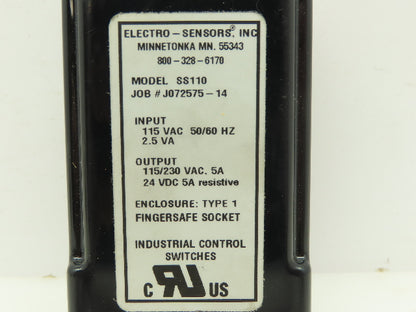 ELECTRO-SENSORS, INC
MINNETONKA MN. 55343
800-328-6170
MODEL SS110
JOB # J072575-14
INPUT
115 VAC 50/60 HZ
2.5 VA
OUTPUT
115/230 VAC. 5A
24 VDC 5A resistive
ENCLOSURE: TYPE 1
FINGERSAFE SOCKET
INDUSTRIAL CONTROL
SWITCHES
C RU US